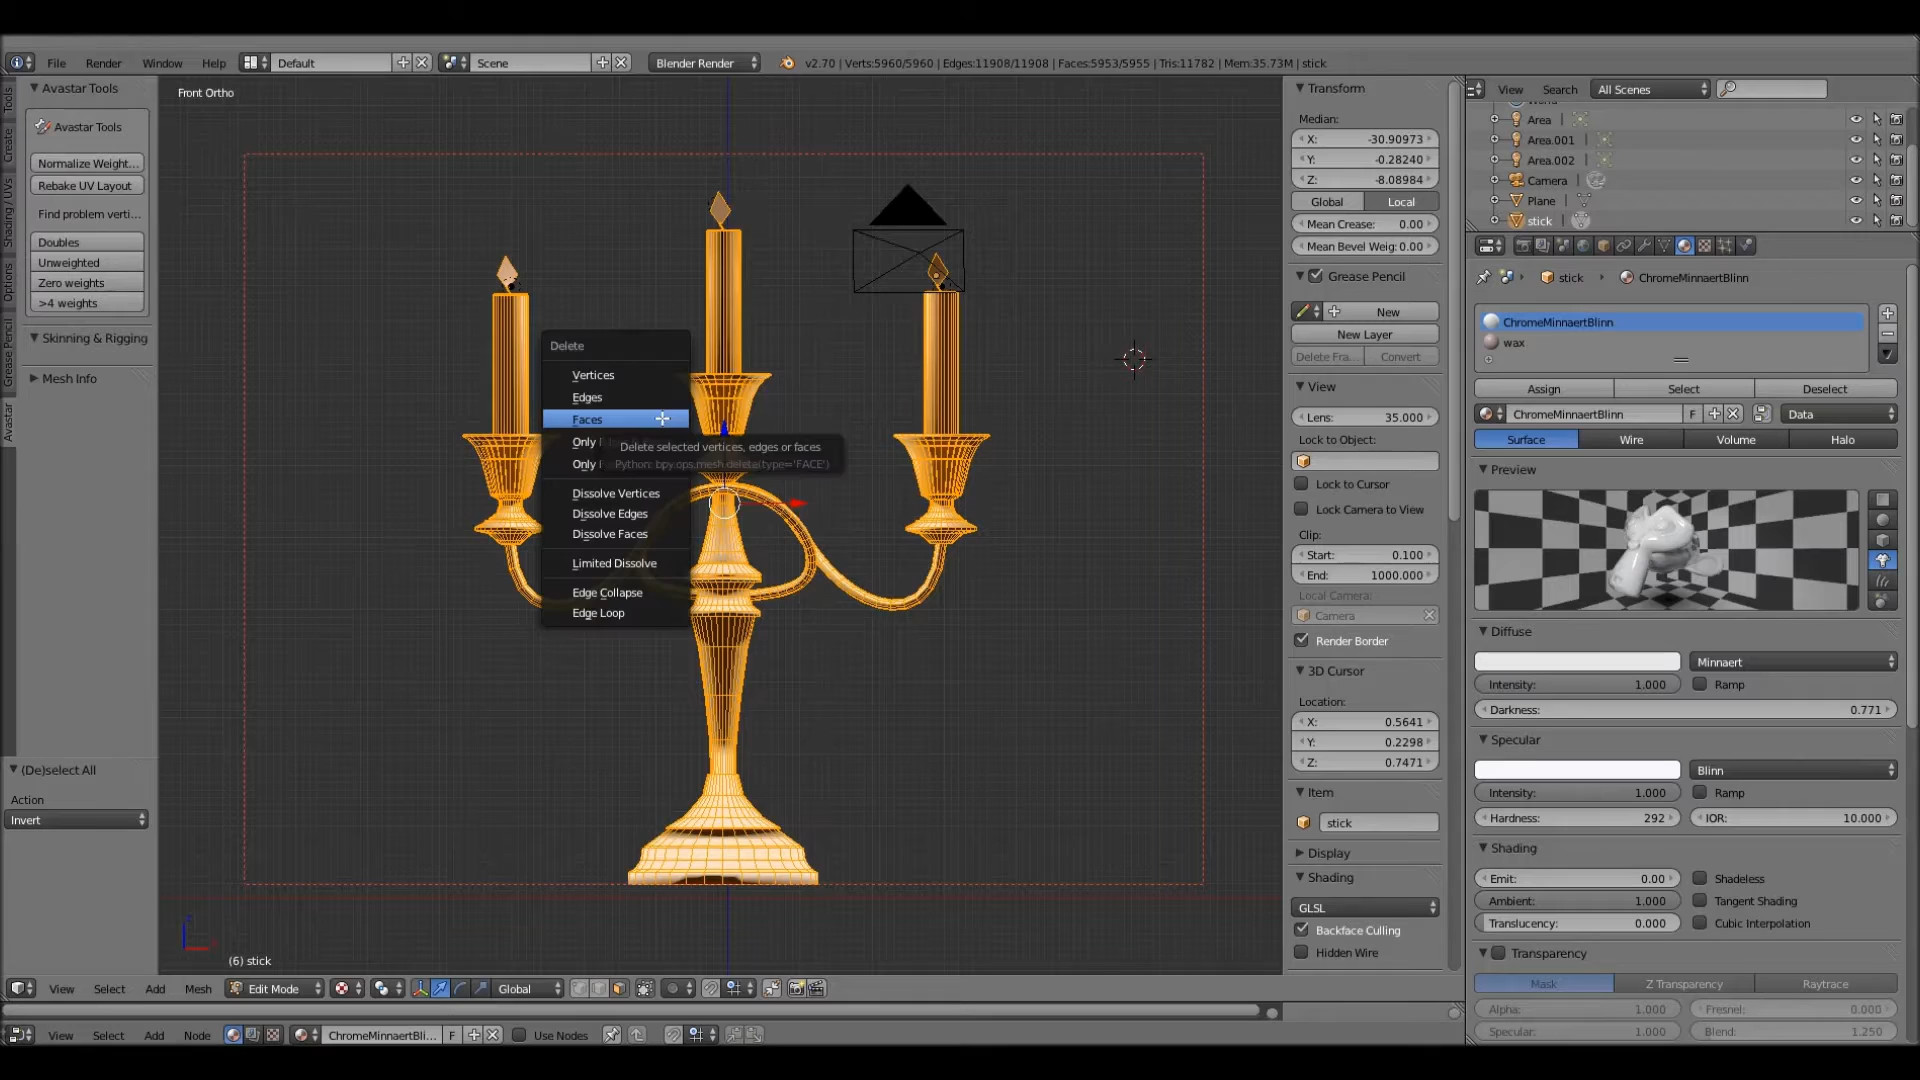 File Render Window Help Default Scene Blender Render v2.70 | Verts:5960/5960 | Edges:11908/11908 | Faces:5953/5955 | Tris:11782 | Mem:35.73M | stick
Tools
Create
Shading / UVs
Options
Grease Pencil
Avastar
Avastar Tools
Avastar Tools
Normalize Weight...
Rebake UV Layout
Find problem verti...
Doubles
Unweighted
Zero weights
>4 weights
Skinning & Rigging
Mesh Info
(De)select All
Action
Invert
Front Ortho
Delete
Vertices
Edges
Faces
Only
Only
Delete selected vertices, edges or faces
Python: bpy.ops.mesh.delete(type='FACE')
Dissolve Vertices
Dissolve Edges
Dissolve Faces
Limited Dissolve
Edge Collapse
Edge Loop
(6) stick
Transform
Median:
X: -30.90973
Y: -0.28240
Z: -8.08984
Global Local
Mean Crease: 0.00
Mean Bevel Weig: 0.00
Grease Pencil
New
New Layer
Delete Fra... Convert
View
Lens: 35.000
Lock to Object:
Lock to Cursor
Lock Camera to View
Clip:
Start: 0.100
End: 1000.000
Local Camera:
Camera
Render Border
3D Cursor
Location:
X: 0.5641
Y: 0.2298
Z: 0.7471
Item
stick
Display
Shading
GLSL
Backface Culling
Hidden Wire
View Search All Scenes
World
Area
Area.001
Area.002
Camera
Plane
stick
stick ChromeMinnaertBlinn
ChromeMinnaertBlinn
wax
Assign Select Deselect
ChromeMinnaertBlinn F Data
Surface Wire Volume Halo
Preview
Diffuse
Minnaert
Intensity: 1.000 Ramp
Darkness: 0.771
Specular
Blinn
Intensity: 1.000 Ramp
Hardness: 292 IOR: 10.000
Shading
Emit: 0.00 Shadeless
Ambient: 1.000 Tangent Shading
Translucency: 0.000 Cubic Interpolation
Transparency
Mask Z Transparency Raytrace
Alpha: 1.000 Fresnel: 0.000
Specular: 1.000 Blend: 1.250
View Select Add Mesh Edit Mode Global
View Select Add Node ChromeMinnaertBli... F Use Nodes